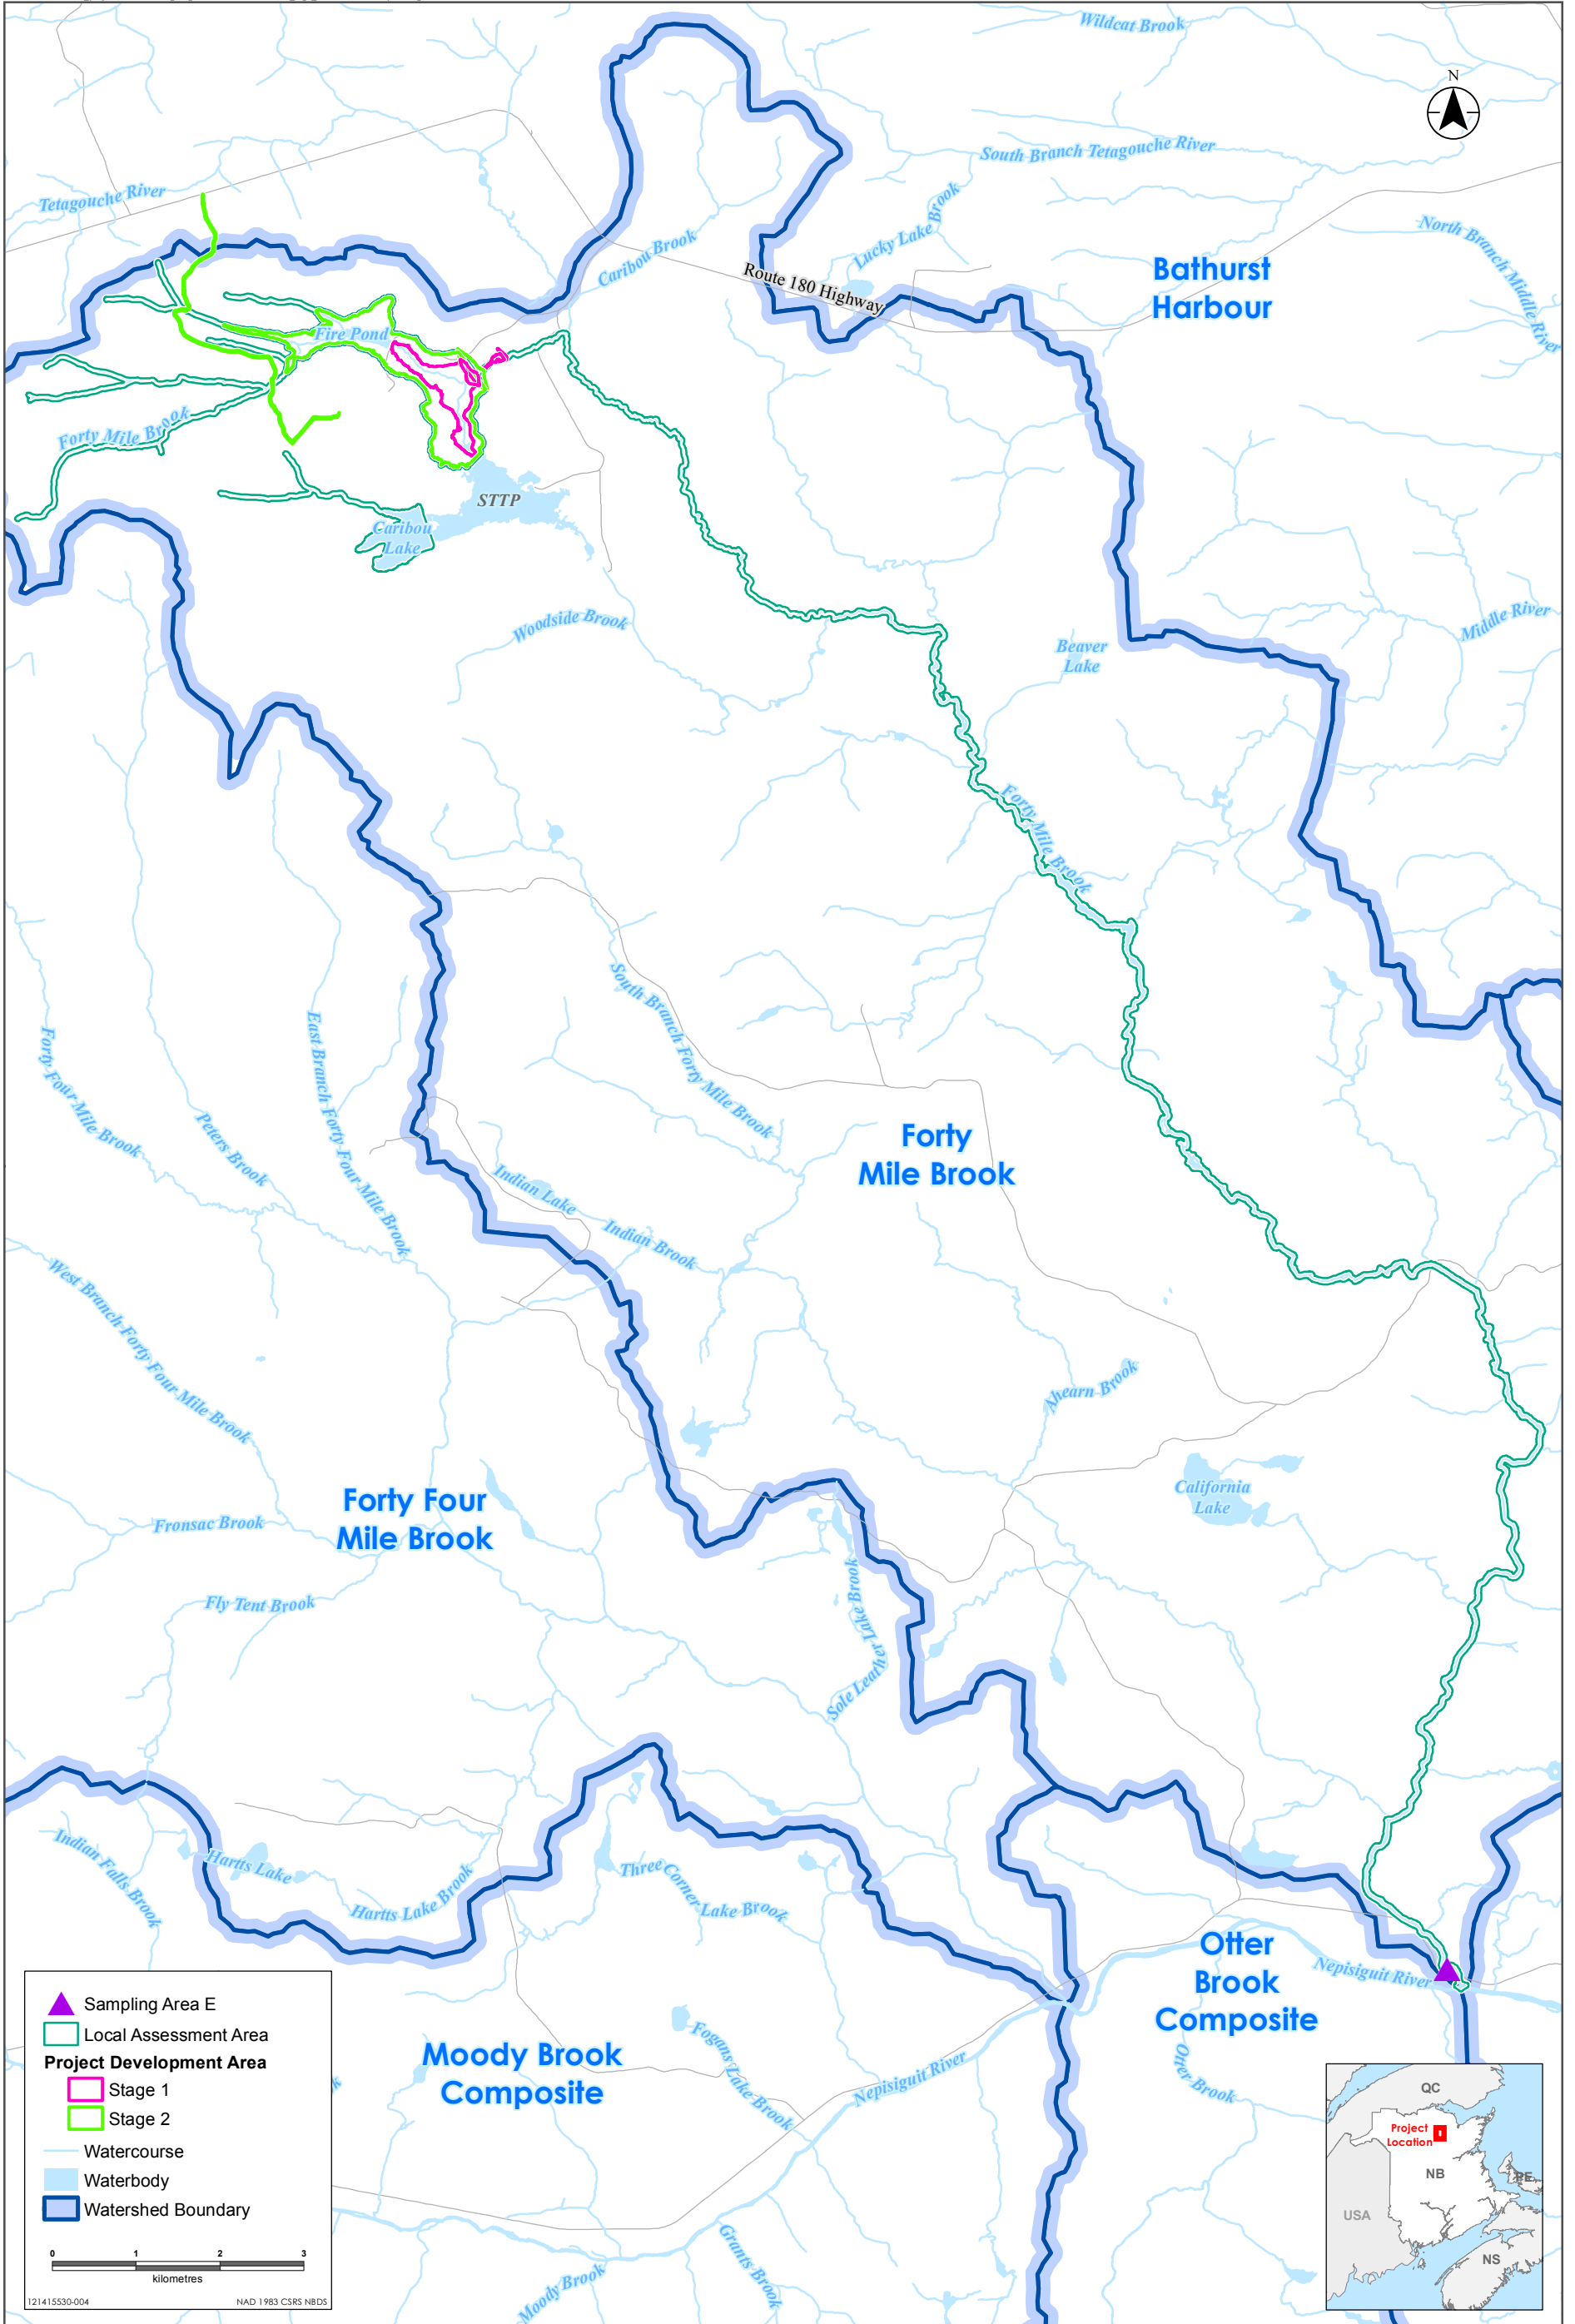 Wildcat Brook
N
South Branch Tetagouche River
Tetagouche River
Lucky Lake Brook
North Branch Middle River
Caribou Brook
Route 180 Highway
Bathurst
Harbour
Fire Pond
Forty Mile Brook
STTP
Caribou
Lake
Woodside Brook
Middle River
Beaver
Lake
Forty Mile Brook
South Branch Forty Mile Brook
Forty Four Mile Brook
Peters Brook
East Branch Forty Four Mile Brook
Forty
Mile Brook
Indian Lake
Indian Brook
West Branch Forty Four Mile Brook
Ahearn Brook
California
Lake
Forty Four
Mile Brook
Fronsac Brook
Fly Tent Brook
Sole Leather Lake Brook
Indian Falls Brook
Hartts Lake
Hartts Lake Brook
Three Corner Lake Brook
Otter
Brook
Composite
Nepisiguit River
Moody Brook
Composite
Fogans Lake Brook
Nepisiguit River
Otter Brook
Grants Brook
Moody Brook
Sampling Area E
Local Assessment Area
Project Development Area
Stage 1
Stage 2
Watercourse
Waterbody
Watershed Boundary
0 1 2 3
kilometres
121415530-004 NAD 1983 CSRS NBDS
QC
Project
Location
NB
PE
USA
NS